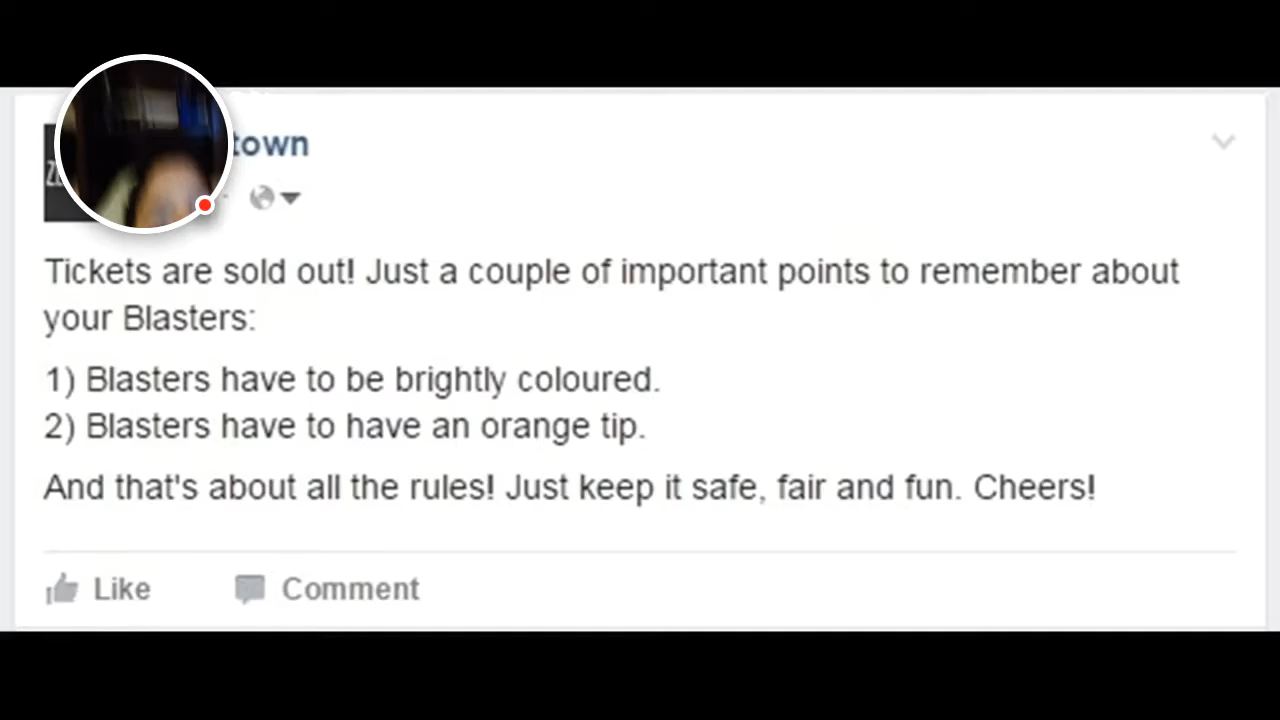 town
Tickets are sold out! Just a couple of important points to remember about
your Blasters:
1) Blasters have to be brightly coloured.
2) Blasters have to have an orange tip.
And that's about all the rules! Just keep it safe, fair and fun. Cheers!
Like Comment